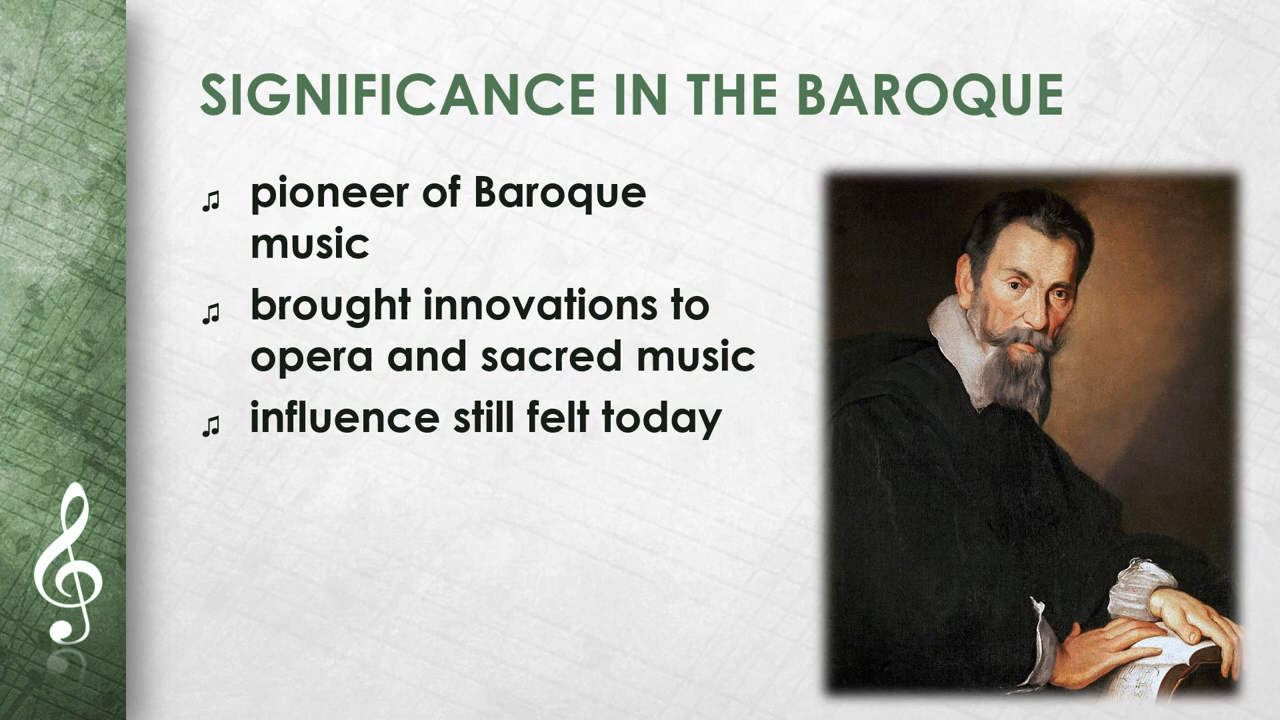 SIGNIFICANCE IN THE BAROQUE
♫ pioneer of Baroque
music
♫ brought innovations to
opera and sacred music
♫ influence still felt today